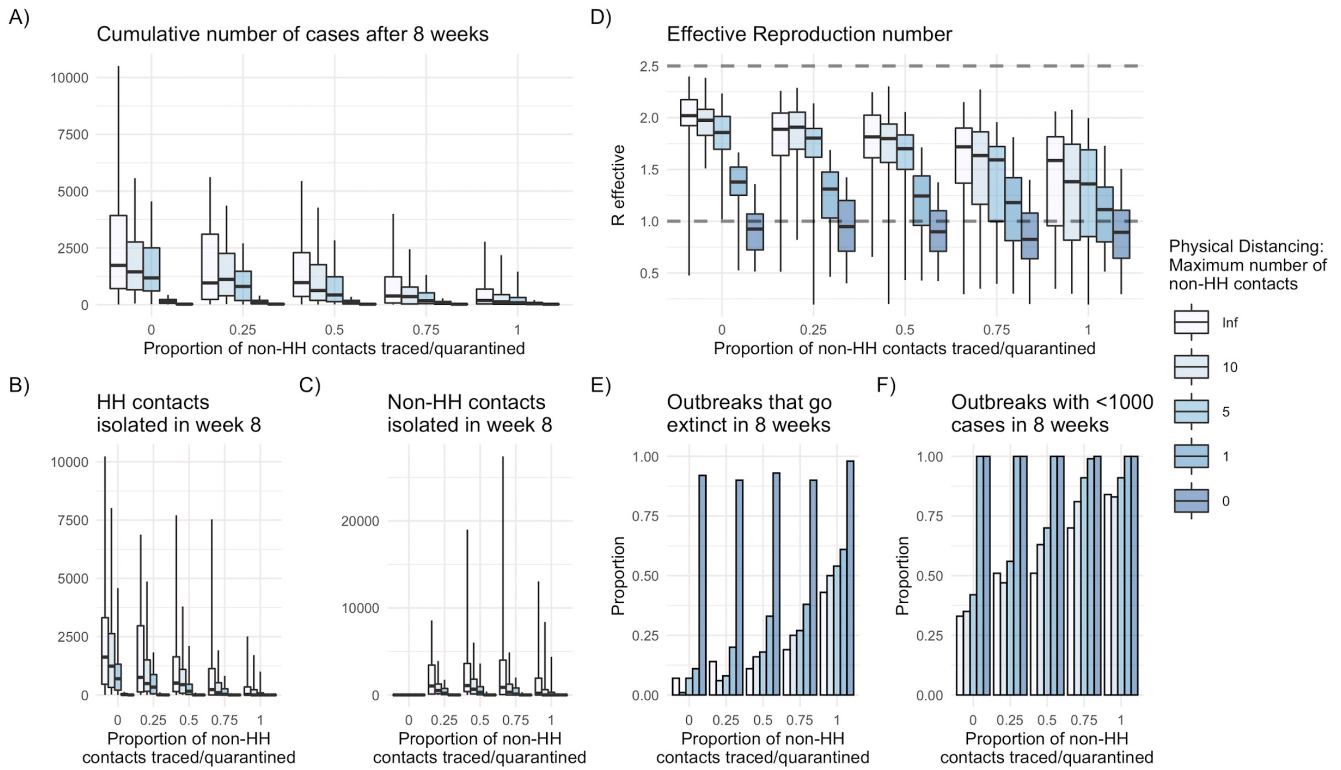 A)
Cumulative number of cases after 8 weeks
10000
7500
5000
2500
0
0 0.25 0.5 0.75 1
Proportion of non-HH contacts traced/quarantined
D)
Effective Reproduction number
R effective
2.5
2.0
1.5
1.0
0.5
0 0.25 0.5 0.75 1
Proportion of non-HH contacts traced/quarantined
Physical Distancing:
Maximum number of
non-HH contacts
Inf
10
5
1
0
B)
HH contacts
isolated in week 8
10000
7500
5000
2500
0
0 0.25 0.5 0.75 1
Proportion of non-HH
contacts traced/quarantined
C)
Non-HH contacts
isolated in week 8
20000
10000
0
0 0.25 0.5 0.75 1
Proportion of non-HH
contacts traced/quarantined
E)
Outbreaks that go
extinct in 8 weeks
Proportion
1.00
0.75
0.50
0.25
0.00
0 0.25 0.5 0.75 1
Proportion of non-HH
contacts traced/quarantined
F)
Outbreaks with <1000
cases in 8 weeks
Proportion
1.00
0.75
0.50
0.25
0.00
0 0.25 0.5 0.75 1
Proportion of non-HH
contacts traced/quarantined